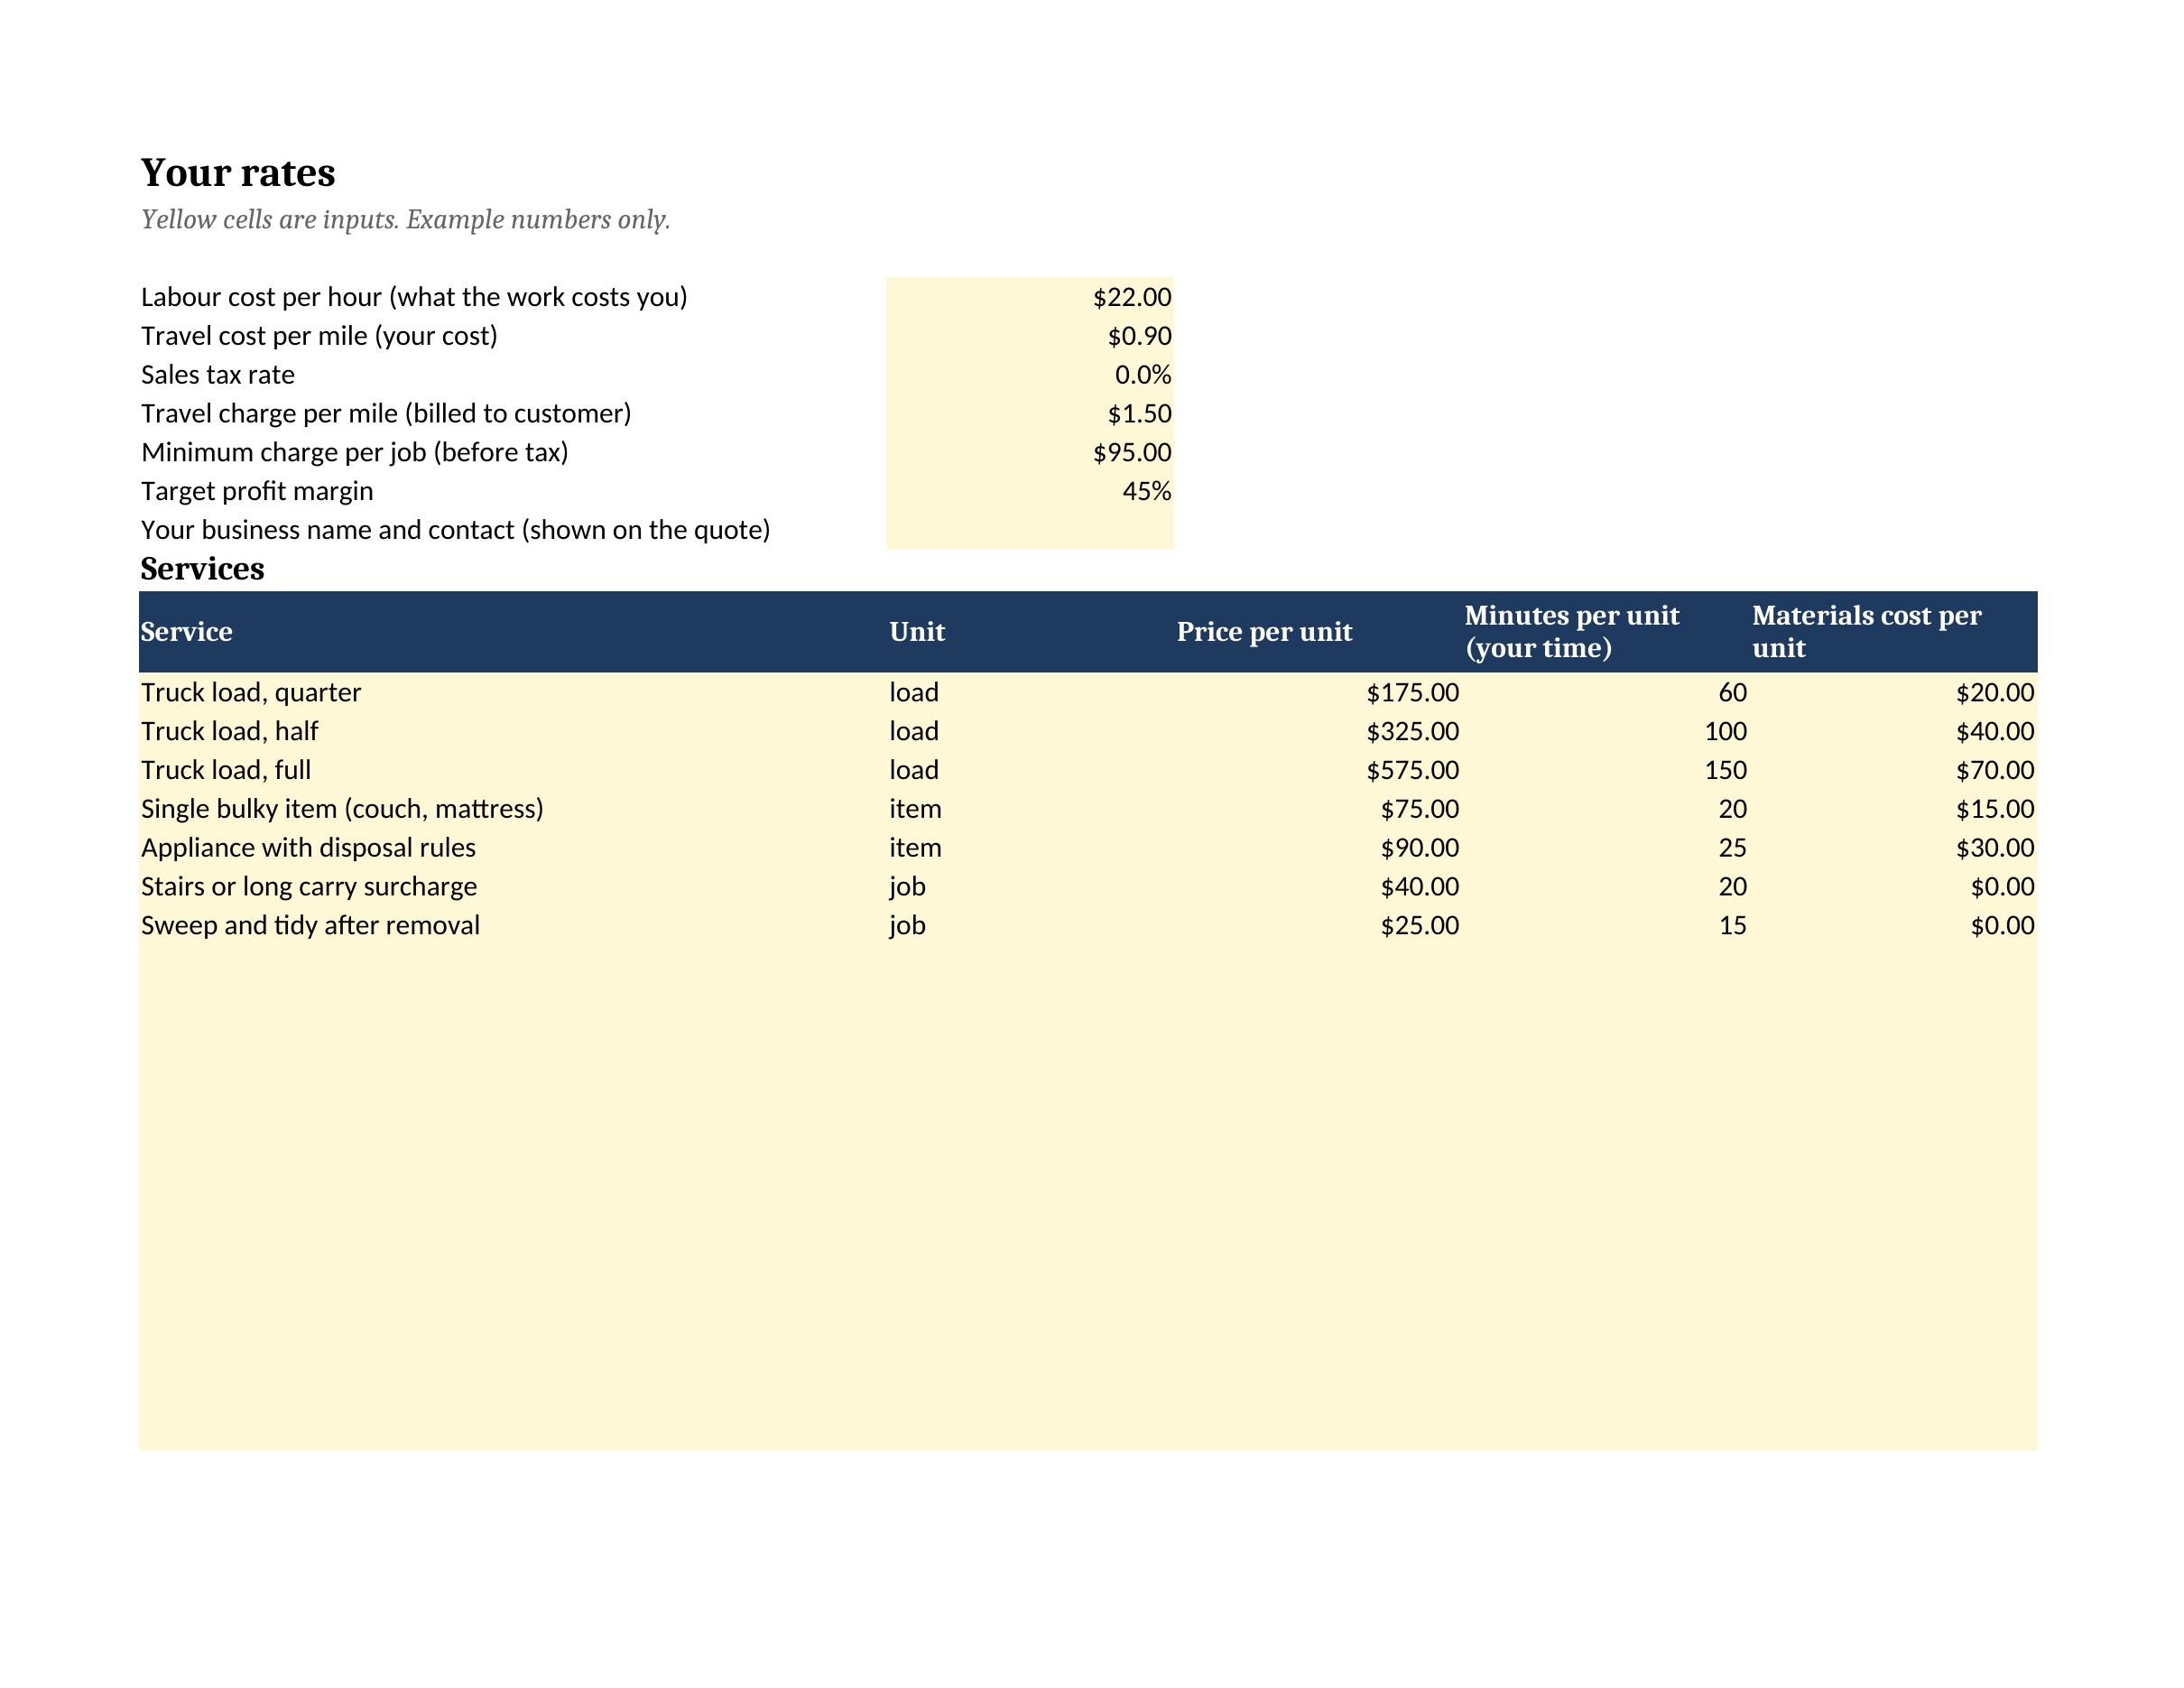 Your rates
Yellow cells are inputs. Example numbers only.
Labour cost per hour (what the work costs you) $22.00
Travel cost per mile (your cost) $0.90
Sales tax rate 0.0%
Travel charge per mile (billed to customer) $1.50
Minimum charge per job (before tax) $95.00
Target profit margin 45%
Your business name and contact (shown on the quote)
Services
Service Unit Price per unit Minutes per unit (your time) Materials cost per unit
Truck load, quarter load $175.00 60 $20.00
Truck load, half load $325.00 100 $40.00
Truck load, full load $575.00 150 $70.00
Single bulky item (couch, mattress) item $75.00 20 $15.00
Appliance with disposal rules item $90.00 25 $30.00
Stairs or long carry surcharge job $40.00 20 $0.00
Sweep and tidy after removal job $25.00 15 $0.00